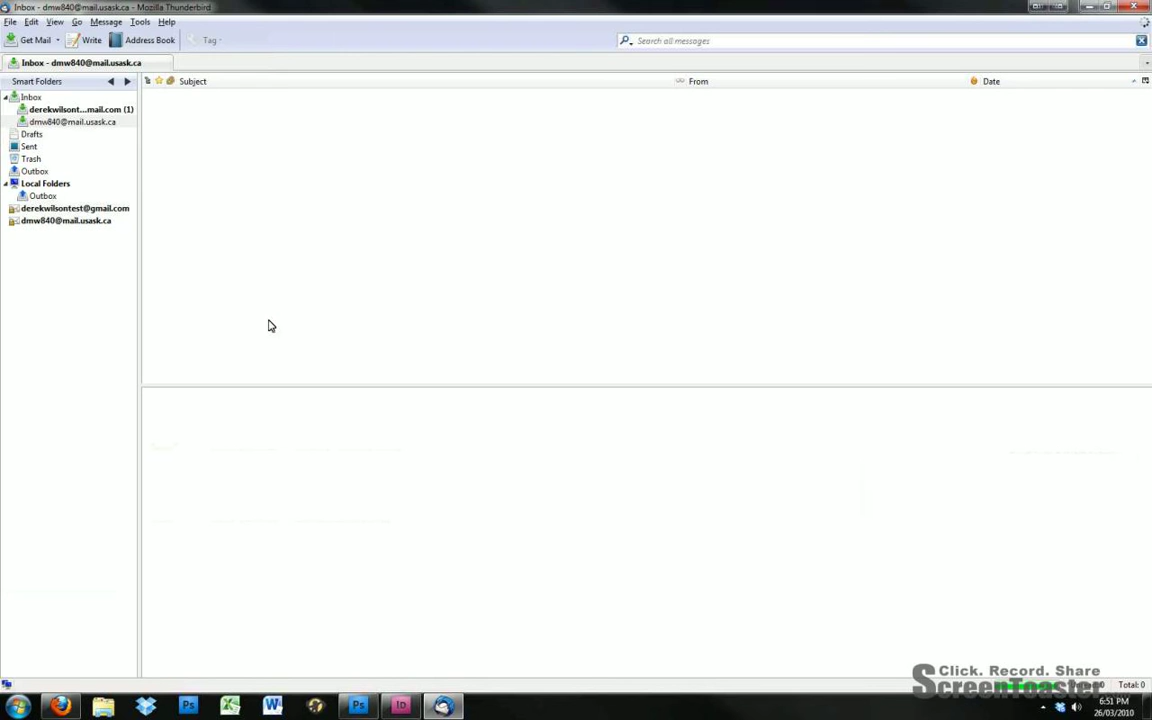 Inbox - dmw840@mail.usask.ca - Mozilla Thunderbird
File Edit View Go Message Tools Help
Get Mail Write Address Book Tag Search all messages
Inbox - dmw840@mail.usask.ca
Smart Folders Subject From Date
Inbox
derekwilsont...mail.com (1)
dmw840@mail.usask.ca
Drafts
Sent
Trash
Outbox
Local Folders
Outbox
derekwilsontest@gmail.com
dmw840@mail.usask.ca
Click. Record. Share
ScreenToaster
Total: 0
Ps W Ps Id
6:51 PM
26/03/2010